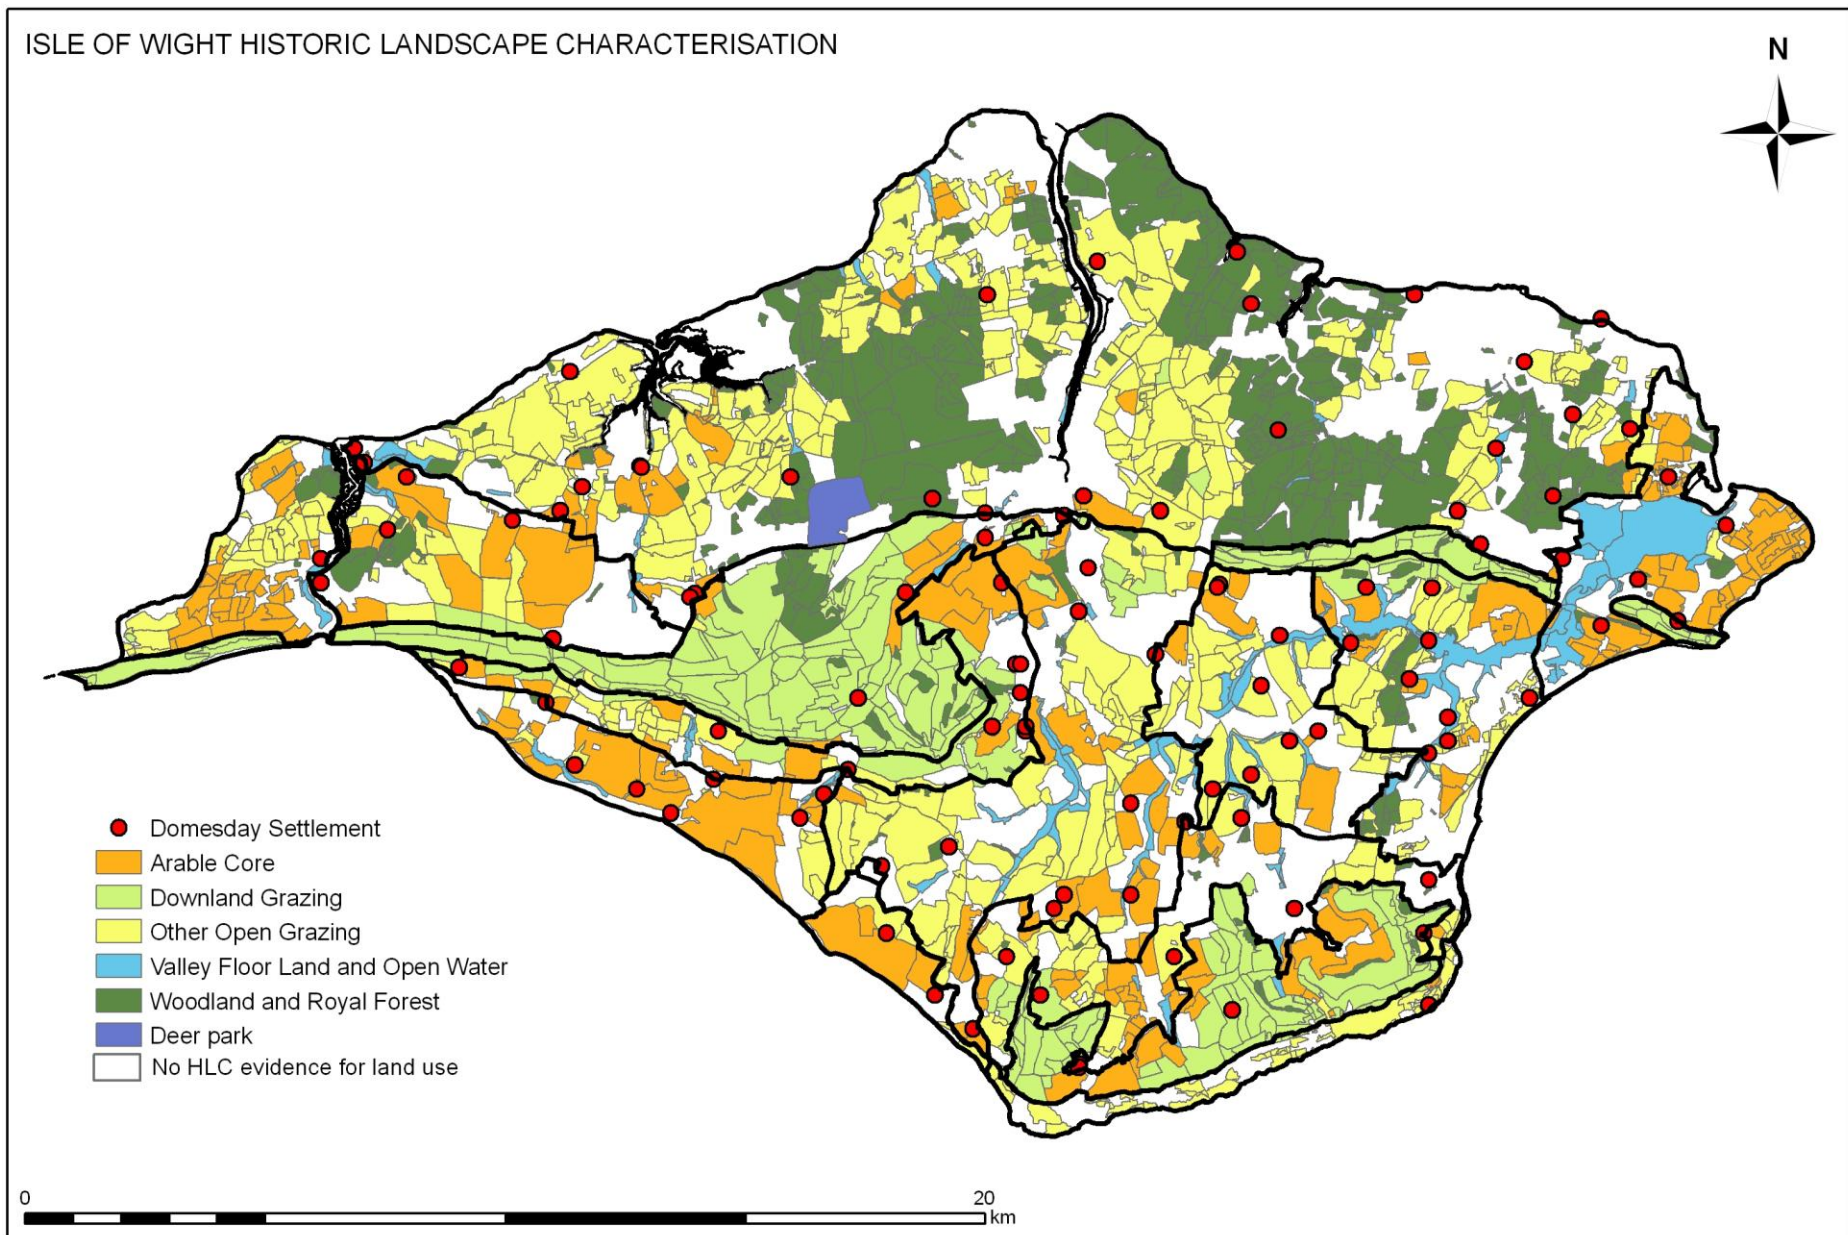 ISLE OF WIGHT HISTORIC LANDSCAPE CHARACTERISATION
N
Domesday Settlement
Arable Core
Downland Grazing
Other Open Grazing
Valley Floor Land and Open Water
Woodland and Royal Forest
Deer park
No HLC evidence for land use
0 20
km